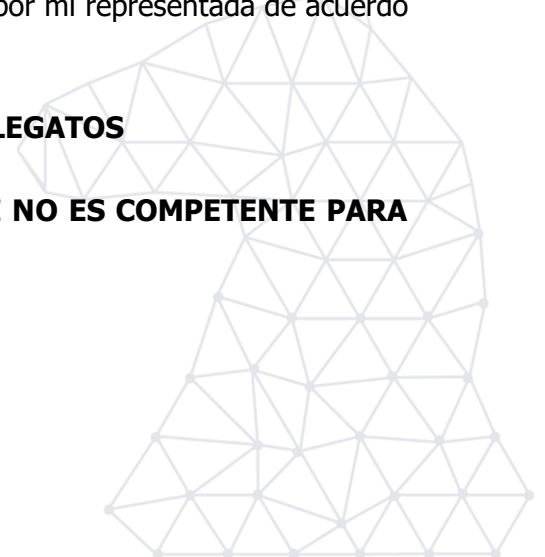 por mi representada de acuerdo
LEGATOS
NO ES COMPETENTE PARA